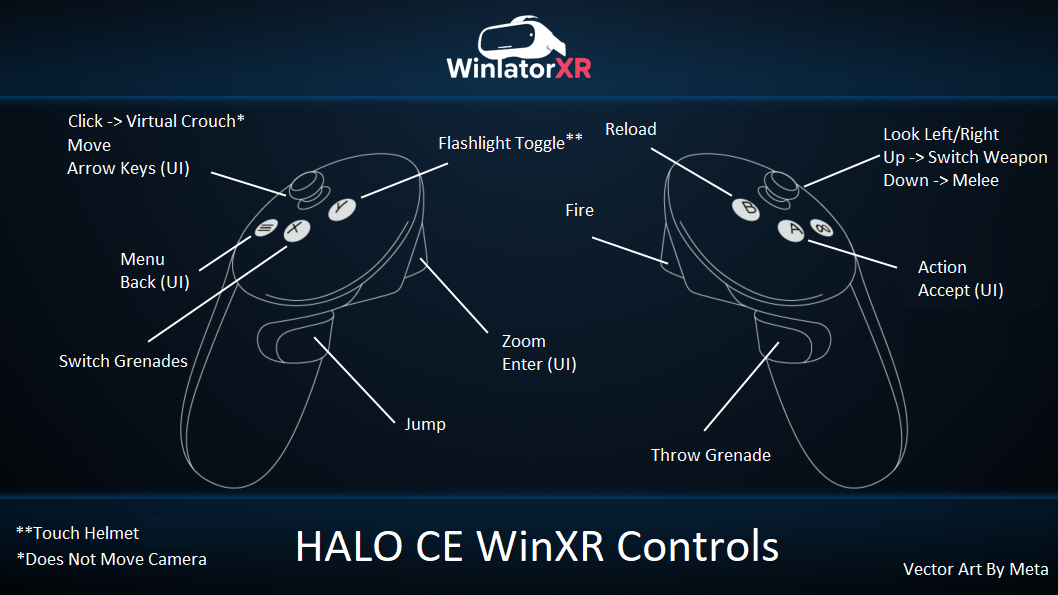 WinlatorXR
Click -> Virtual Crouch*
Move
Arrow Keys (UI)
Flashlight Toggle**
Reload
Look Left/Right
Up -> Switch Weapon
Down -> Melee
Fire
Y
X
B
A
Menu
Back (UI)
Action
Accept (UI)
Switch Grenades
Zoom
Enter (UI)
Jump
Throw Grenade
**Touch Helmet
*Does Not Move Camera
HALO CE WinXR Controls
Vector Art By Meta